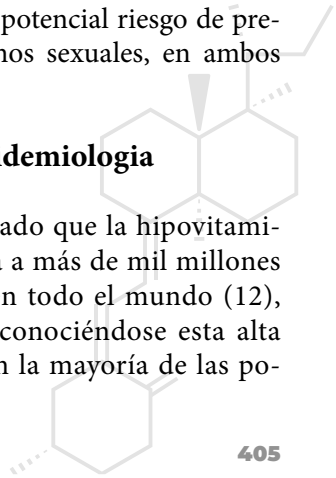 potencial riesgo de pre-
nos sexuales, en ambos
demiologia
ado que la hipovitami-
a más de mil millones
n todo el mundo (12),
conociéndose esta alta
n la mayoría de las po-
405